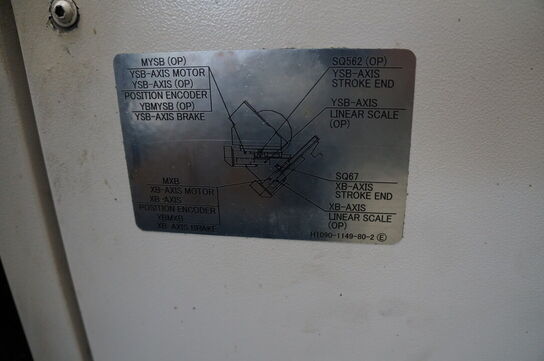 MYSB (OP)
YSB-AXIS MOTOR
YSB-AXIS (OP)
POSITION ENCODER
YBMYSB (OP)
YSB-AXIS BRAKE
SQ562 (OP)
YSB-AXIS
STROKE END
YSB-AXIS
LINEAR SCALE
(OP)
MXB
XB-AXIS MOTOR
XB-AXIS
POSITION ENCODER
YBMXB
XB-AXIS BRAKE
SQ67
XB-AXIS
STROKE END
XB-AXIS
LINEAR SCALE
(OP)
H1090-1149-80-2 Ⓔ